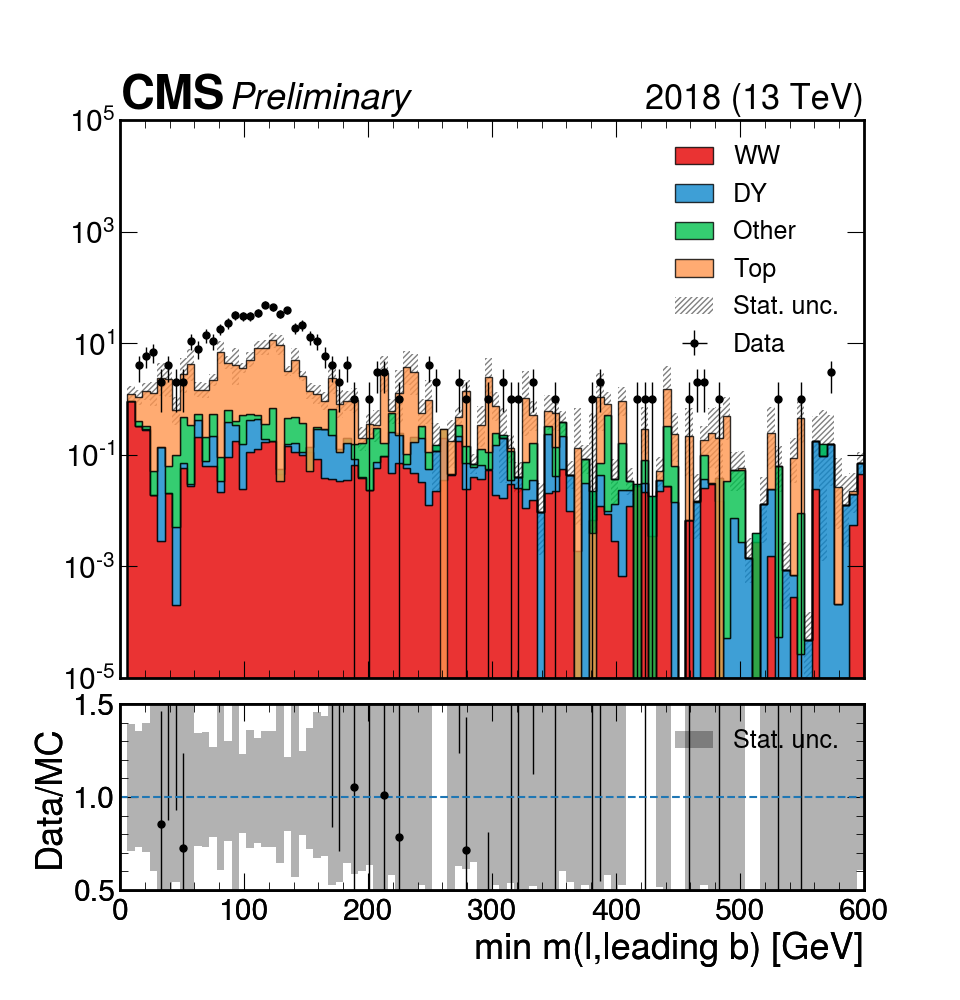 CMS Preliminary 2018 (13 TeV)
10^5
WW
DY
10^3
Other
Top
Stat. unc.
10^1
Data
10^-1
10^-3
10^-5
1.5
Stat. unc.
Data/MC
1.0
0.5
0 100 200 300 400 500 600
min m(l,leading b) [GeV]